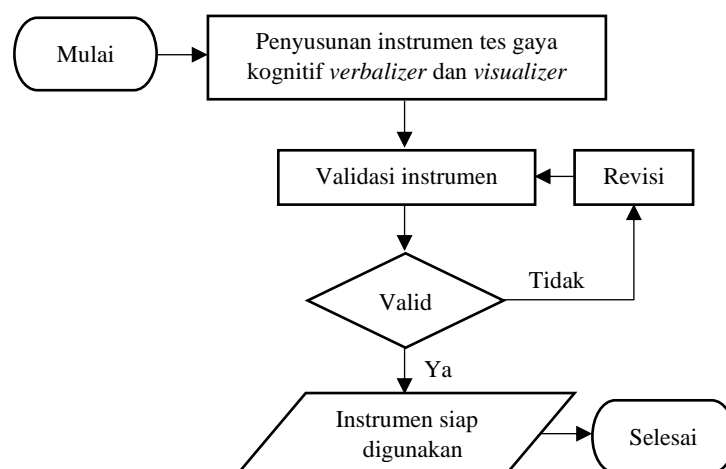 Mulai
Penyusunan instrumen tes gaya
kognitif verbalizer dan visualizer
Validasi instrumen
Revisi
Valid
Tidak
Ya
Instrumen siap
digunakan
Selesai